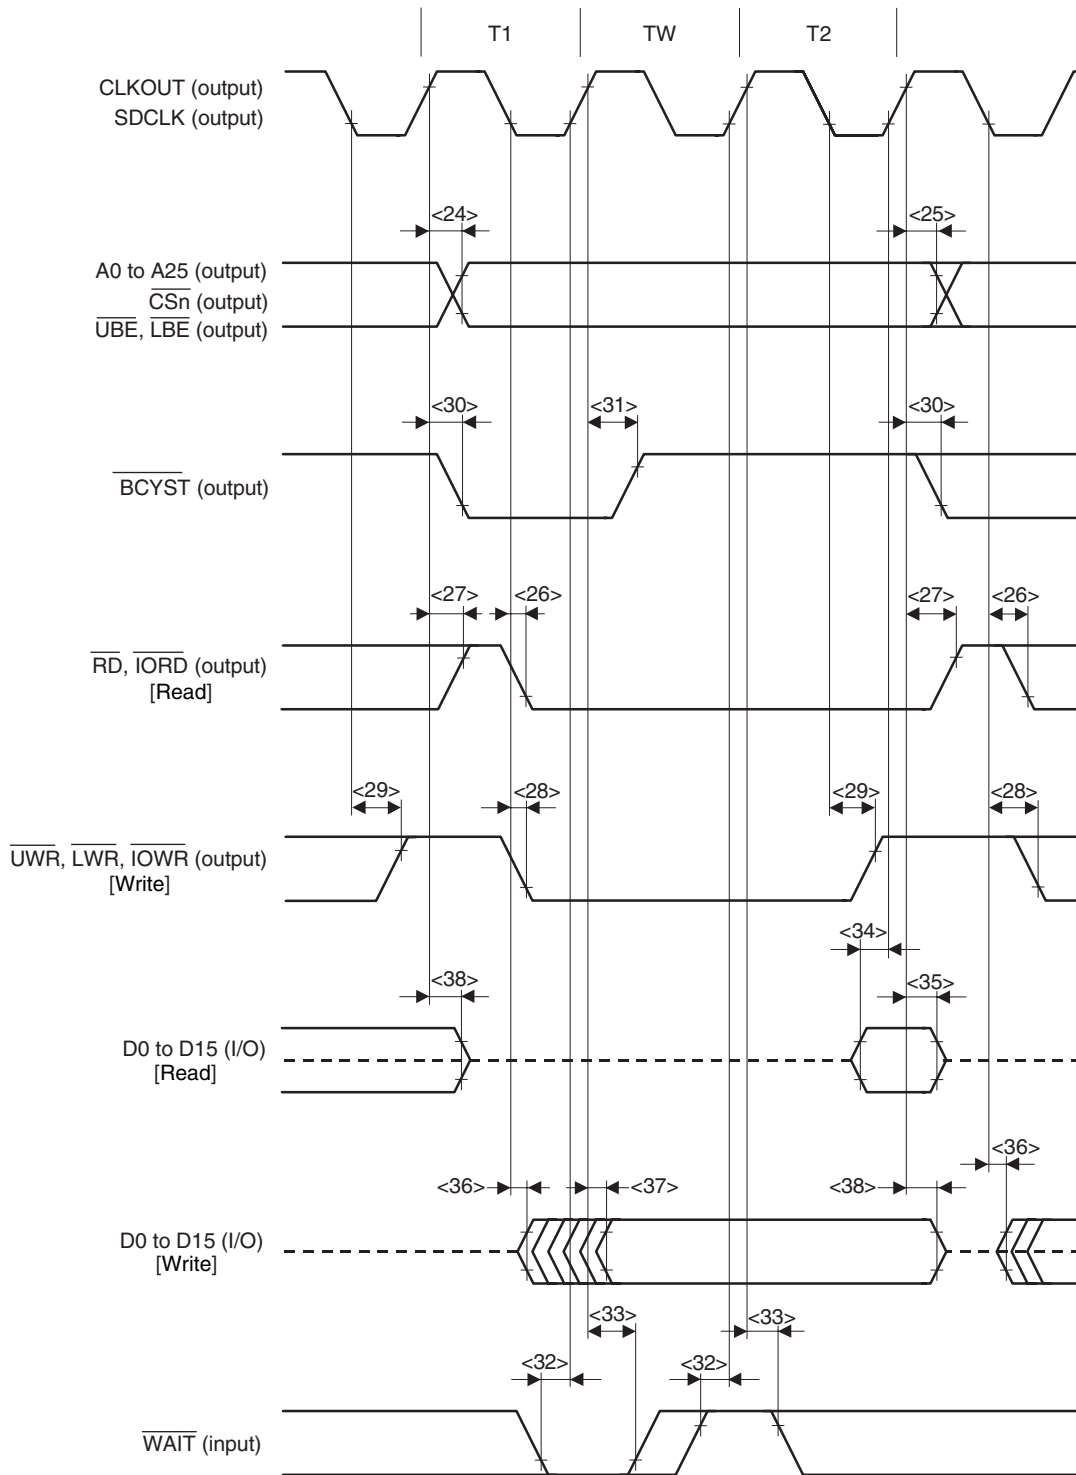 T1 TW T2
CLKOUT (output)
SDCLK (output)
<24> <25>
A0 to A25 (output)
CSn (output)
UBE, LBE (output)
<30> <31> <30>
BCYST (output)
<27> <26> <27> <26>
RD, IORD (output)
[Read]
<29> <28> <29> <28>
UWR, LWR, IOWR (output)
[Write]
<34>
<38> <35>
D0 to D15 (I/O)
[Read]
<36>
<36> <37> <38>
D0 to D15 (I/O)
[Write]
<33> <33>
<32> <32>
WAIT (input)